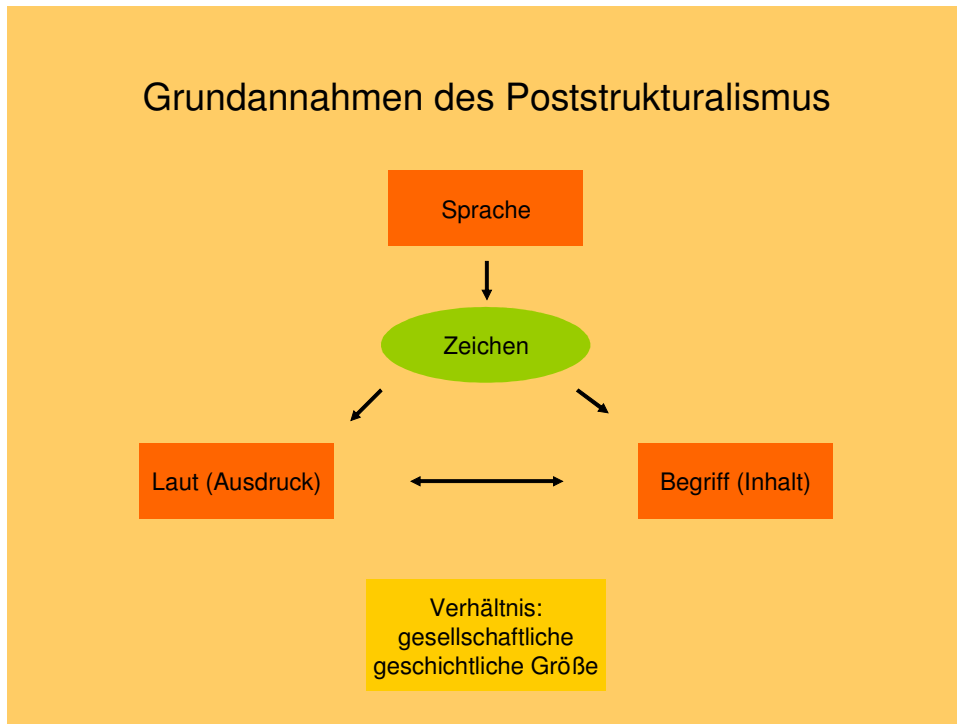 Grundannahmen des Poststrukturalismus
Sprache
Zeichen
Laut (Ausdruck)
Begriff (Inhalt)
Verhältnis:
gesellschaftliche
geschichtliche Größe